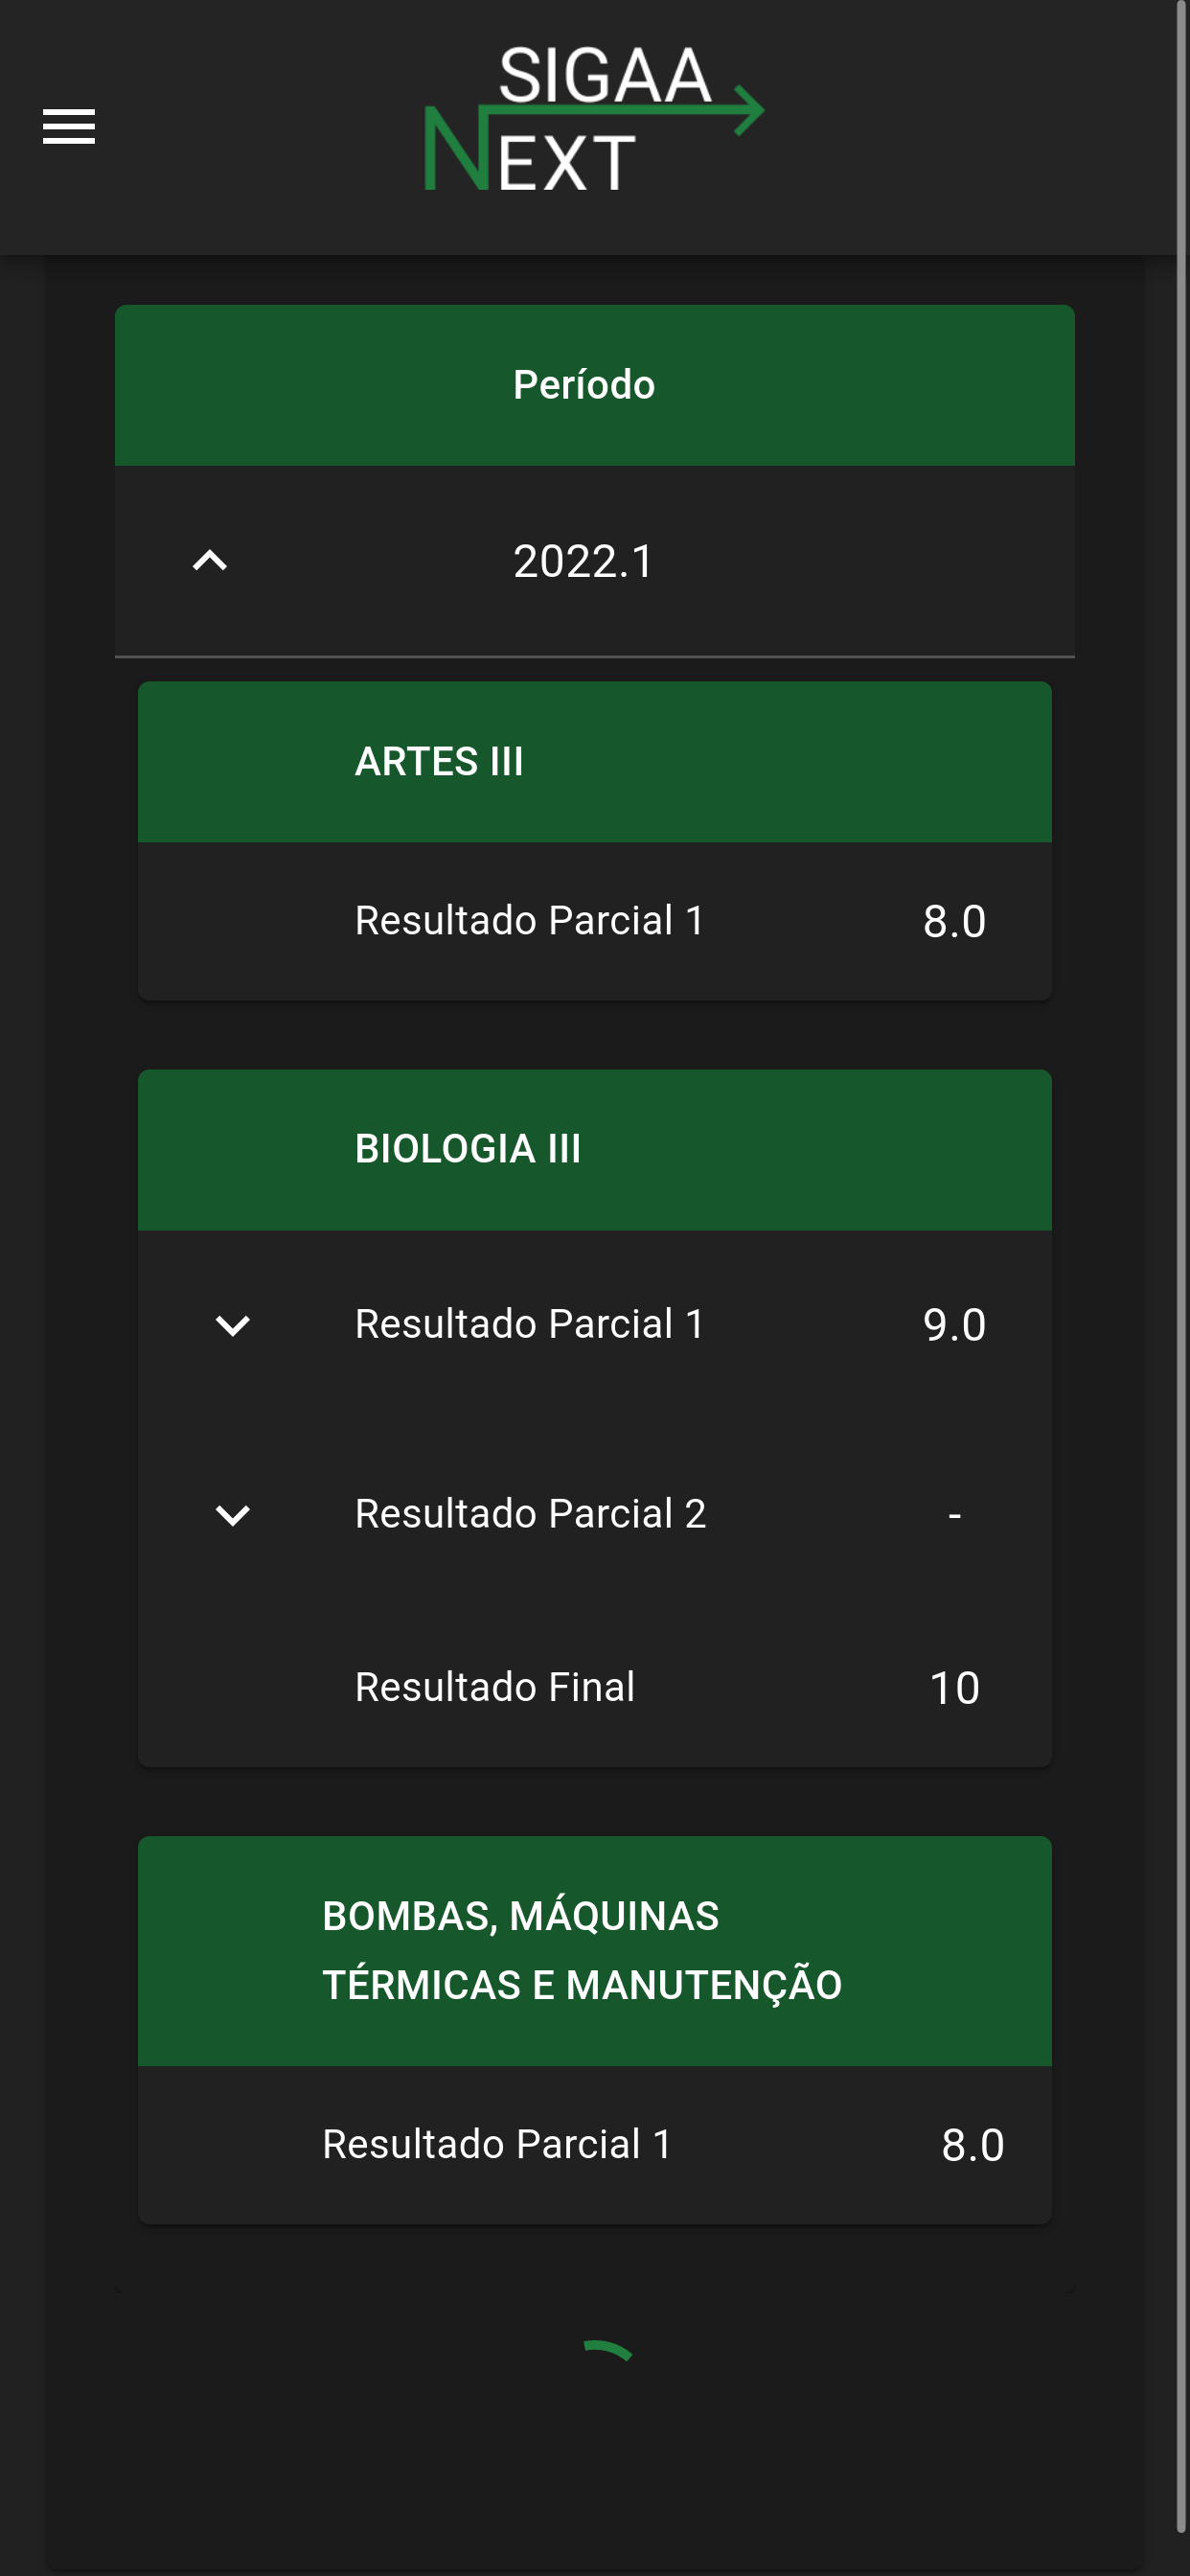 SIGAA
NEXT
Período
2022.1
ARTES III
Resultado Parcial 1 8.0
BIOLOGIA III
Resultado Parcial 1 9.0
Resultado Parcial 2 -
Resultado Final 10
BOMBAS, MÁQUINAS
TÉRMICAS E MANUTENÇÃO
Resultado Parcial 1 8.0